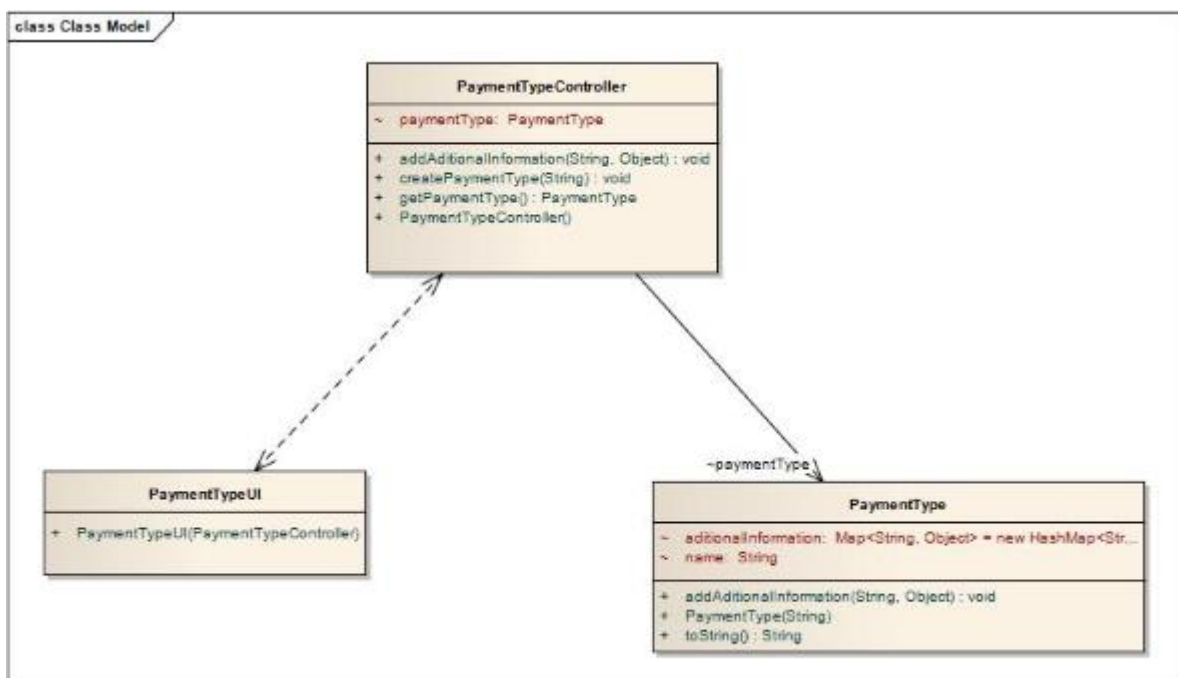 class Class Model
PaymentTypeController
~ paymentType: PaymentType
+ addAditionalInformation(String, Object) : void
+ createPaymentType(String) : void
+ getPaymentType() : PaymentType
+ PaymentTypeController()
~paymentType
PaymentTypeUI
+ PaymentTypeUI(PaymentTypeController)
PaymentType
~ aditionalInformation: Map<String, Object> = new HashMap<Str...
~ name: String
+ addAditionalInformation(String, Object) : void
+ PaymentType(String)
+ toString() : String